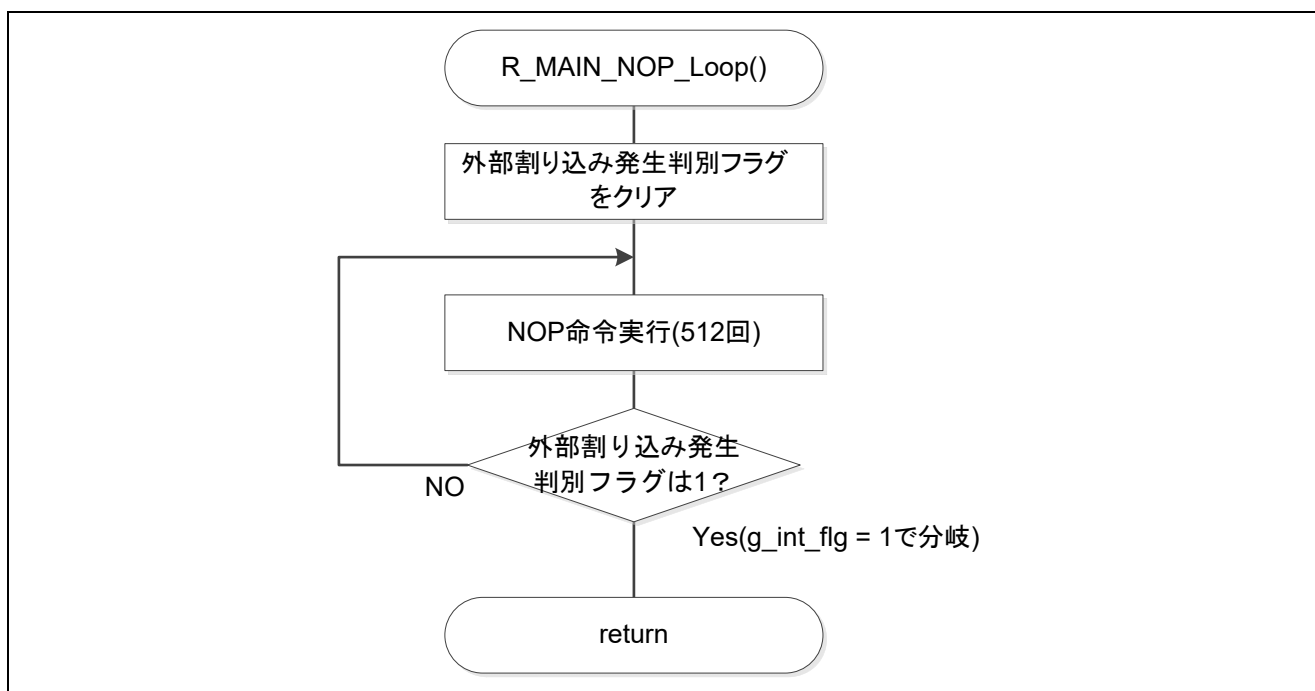 R_MAIN_NOP_Loop()
外部割り込み発生判別フラグ
をクリア
NOP命令実行(512回)
外部割り込み発生
判別フラグは1？
NO
Yes(g_int_flg = 1で分岐)
return